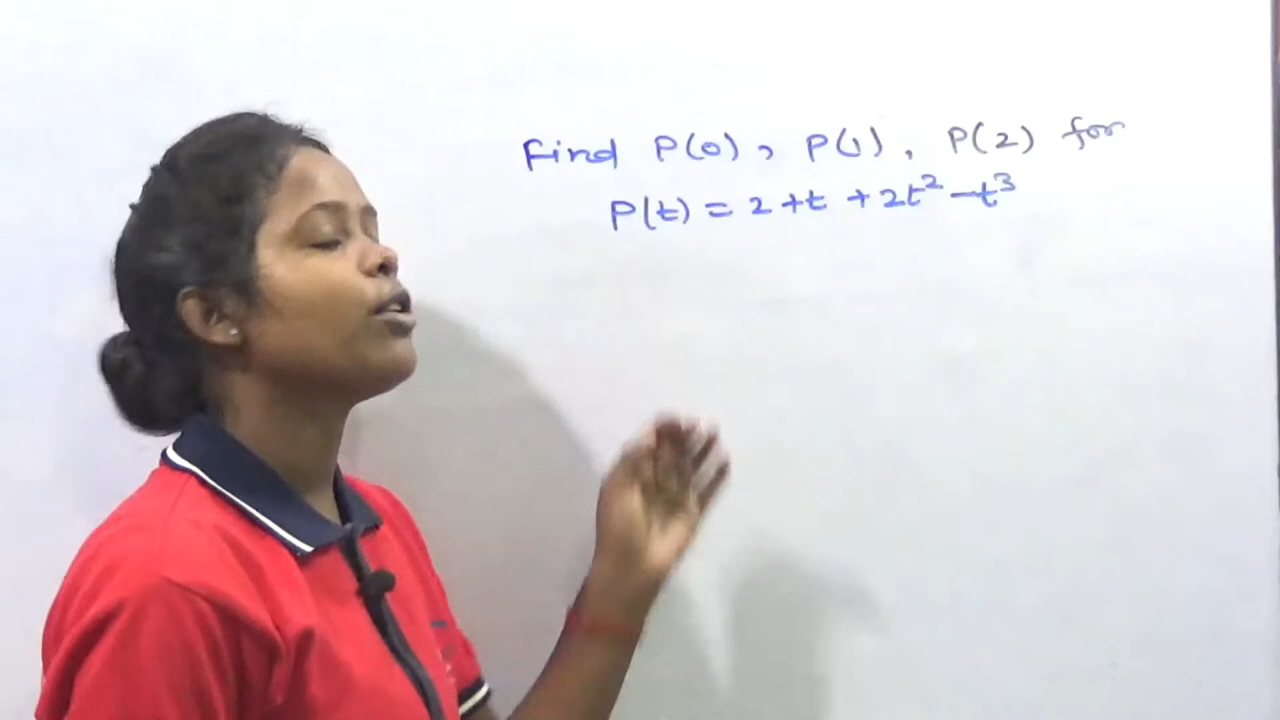 Find P(0), P(1), P(2) for
P(t) = 2 + t + 2t² - t³